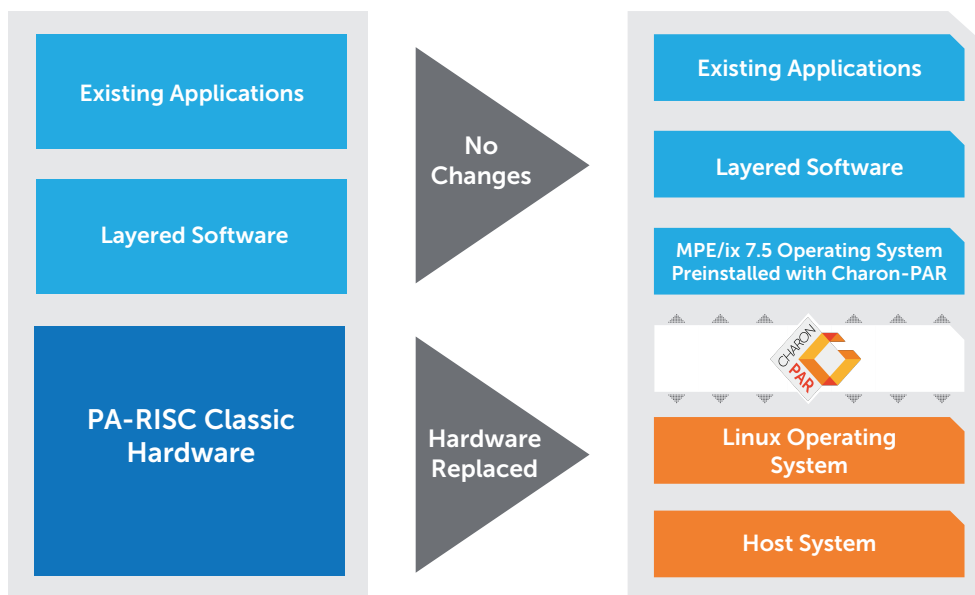 Existing Applications
Layered Software
PA-RISC Classic
Hardware
No
Changes
Hardware
Replaced
Existing Applications
Layered Software
MPE/ix 7.5 Operating System
Preinstalled with Charon-PAR
CHARON
PAR
Linux Operating
System
Host System